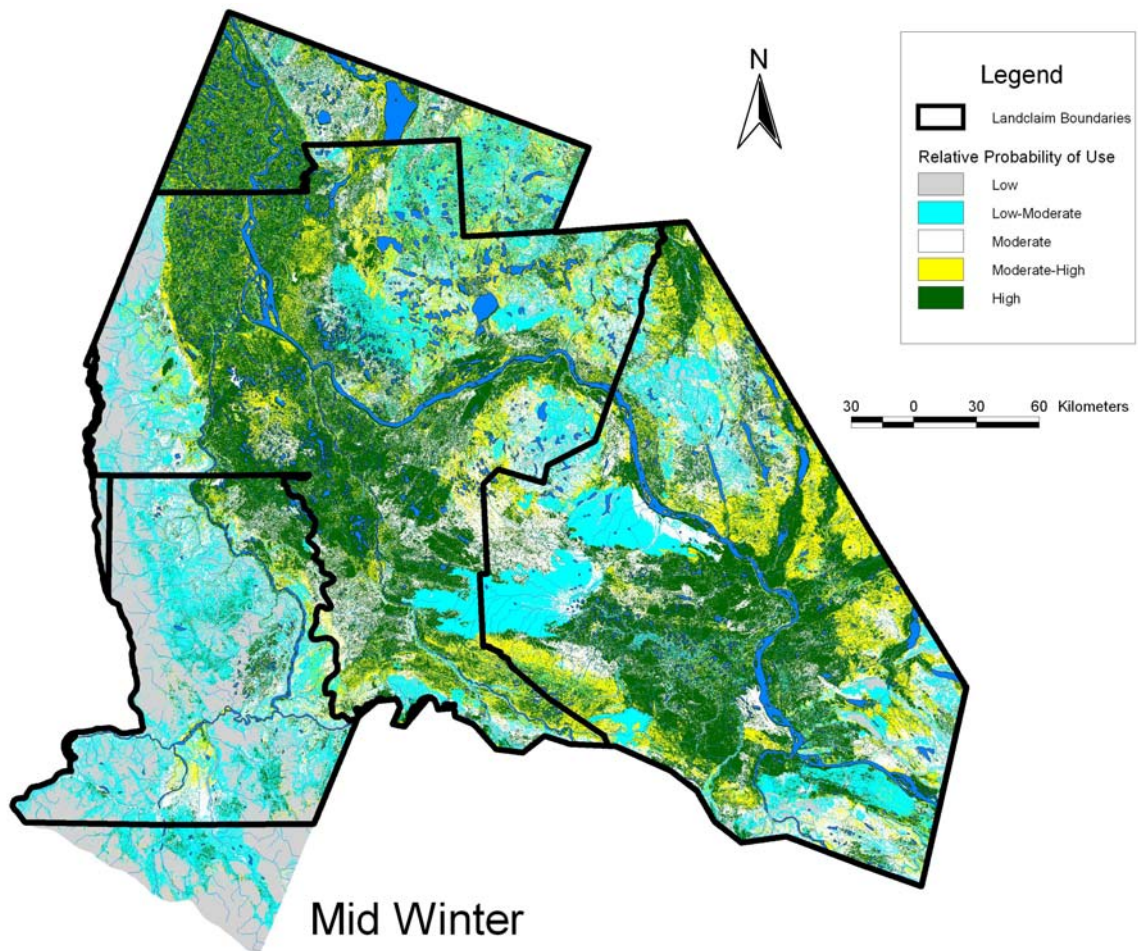 N
Legend
Landclaim Boundaries
Relative Probability of Use
Low
Low-Moderate
Moderate
Moderate-High
High
30 0 30 60 Kilometers
Mid Winter